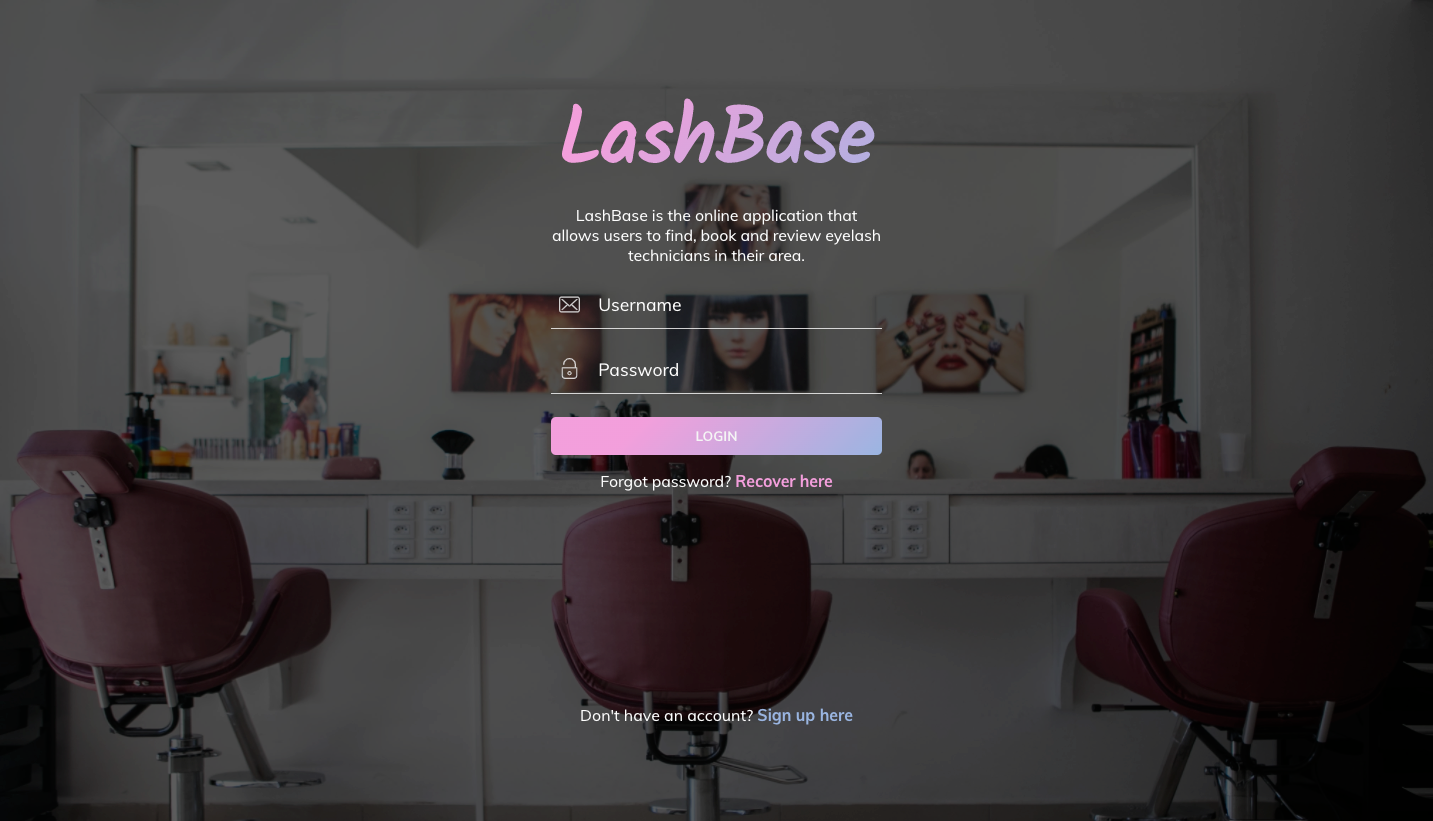 LashBase
LashBase is the online application that
allows users to find, book and review eyelash
technicians in their area.
Username
Password
LOGIN
Forgot password? Recover here
Don't have an account? Sign up here